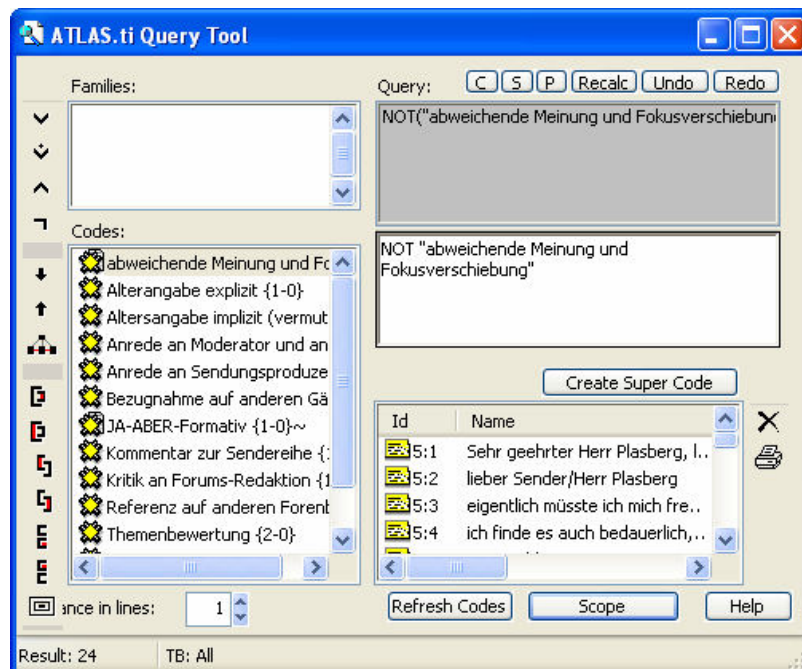 ATLAS.ti Query Tool
Families:
Query:
C S P Recalc Undo Redo
NOT("abweichende Meinung und Fokusverschiebun
Codes:
abweichende Meinung und Fo
Alterangabe explizit {1-0}
Altersangabe implizit (vermut
Anrede an Moderator und an
Anrede an Sendungsproduze
Bezugnahme auf anderen Gä
JA-ABER-Formativ {1-0}~
Kommentar zur Sendereihe {1
Kritik an Forums-Redaktion {1
Referenz auf anderen Forenb
Themenbewertung {2-0}
NOT "abweichende Meinung und
Fokusverschiebung"
Create Super Code
Id Name
5:1 Sehr geehrter Herr Plasberg, l..
5:2 lieber Sender/Herr Plasberg
5:3 eigentlich müsste ich mich fre..
5:4 ich finde es auch bedauerlich,..
ance in lines: 1
Refresh Codes Scope Help
Result: 24 TB: All